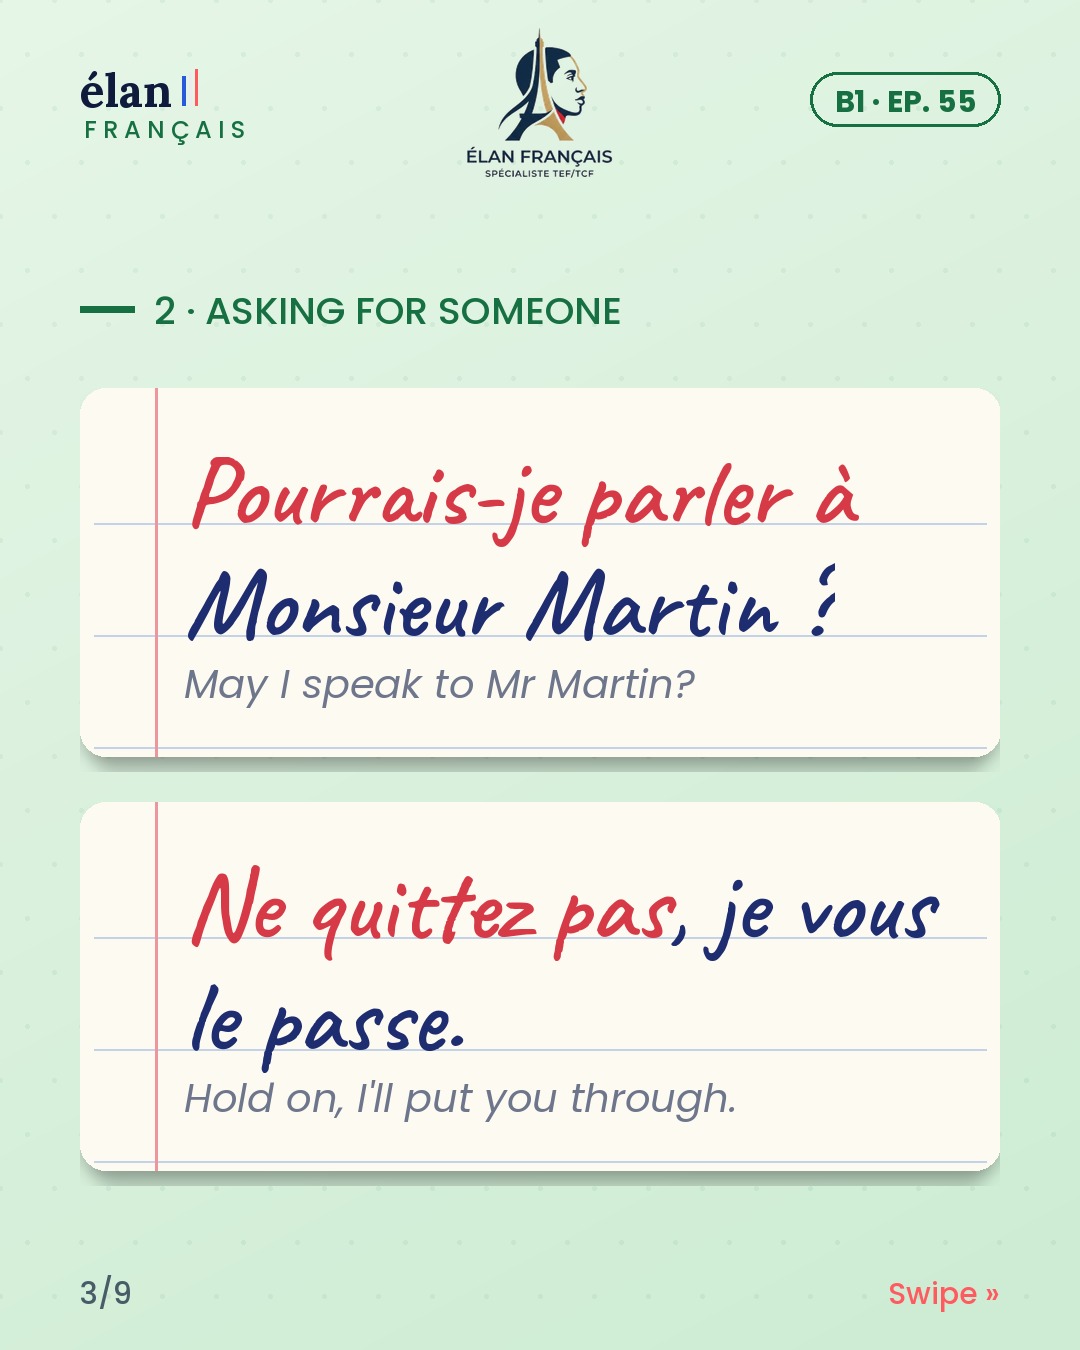 élan
FRANÇAIS
ÉLAN FRANÇAIS
SPÉCIALISTE TEF/TCF
B1 · EP. 55
2 · ASKING FOR SOMEONE
Pourrais-je parler à
Monsieur Martin ?
May I speak to Mr Martin?
Ne quittez pas, je vous
le passe.
Hold on, I'll put you through.
3/9
Swipe »